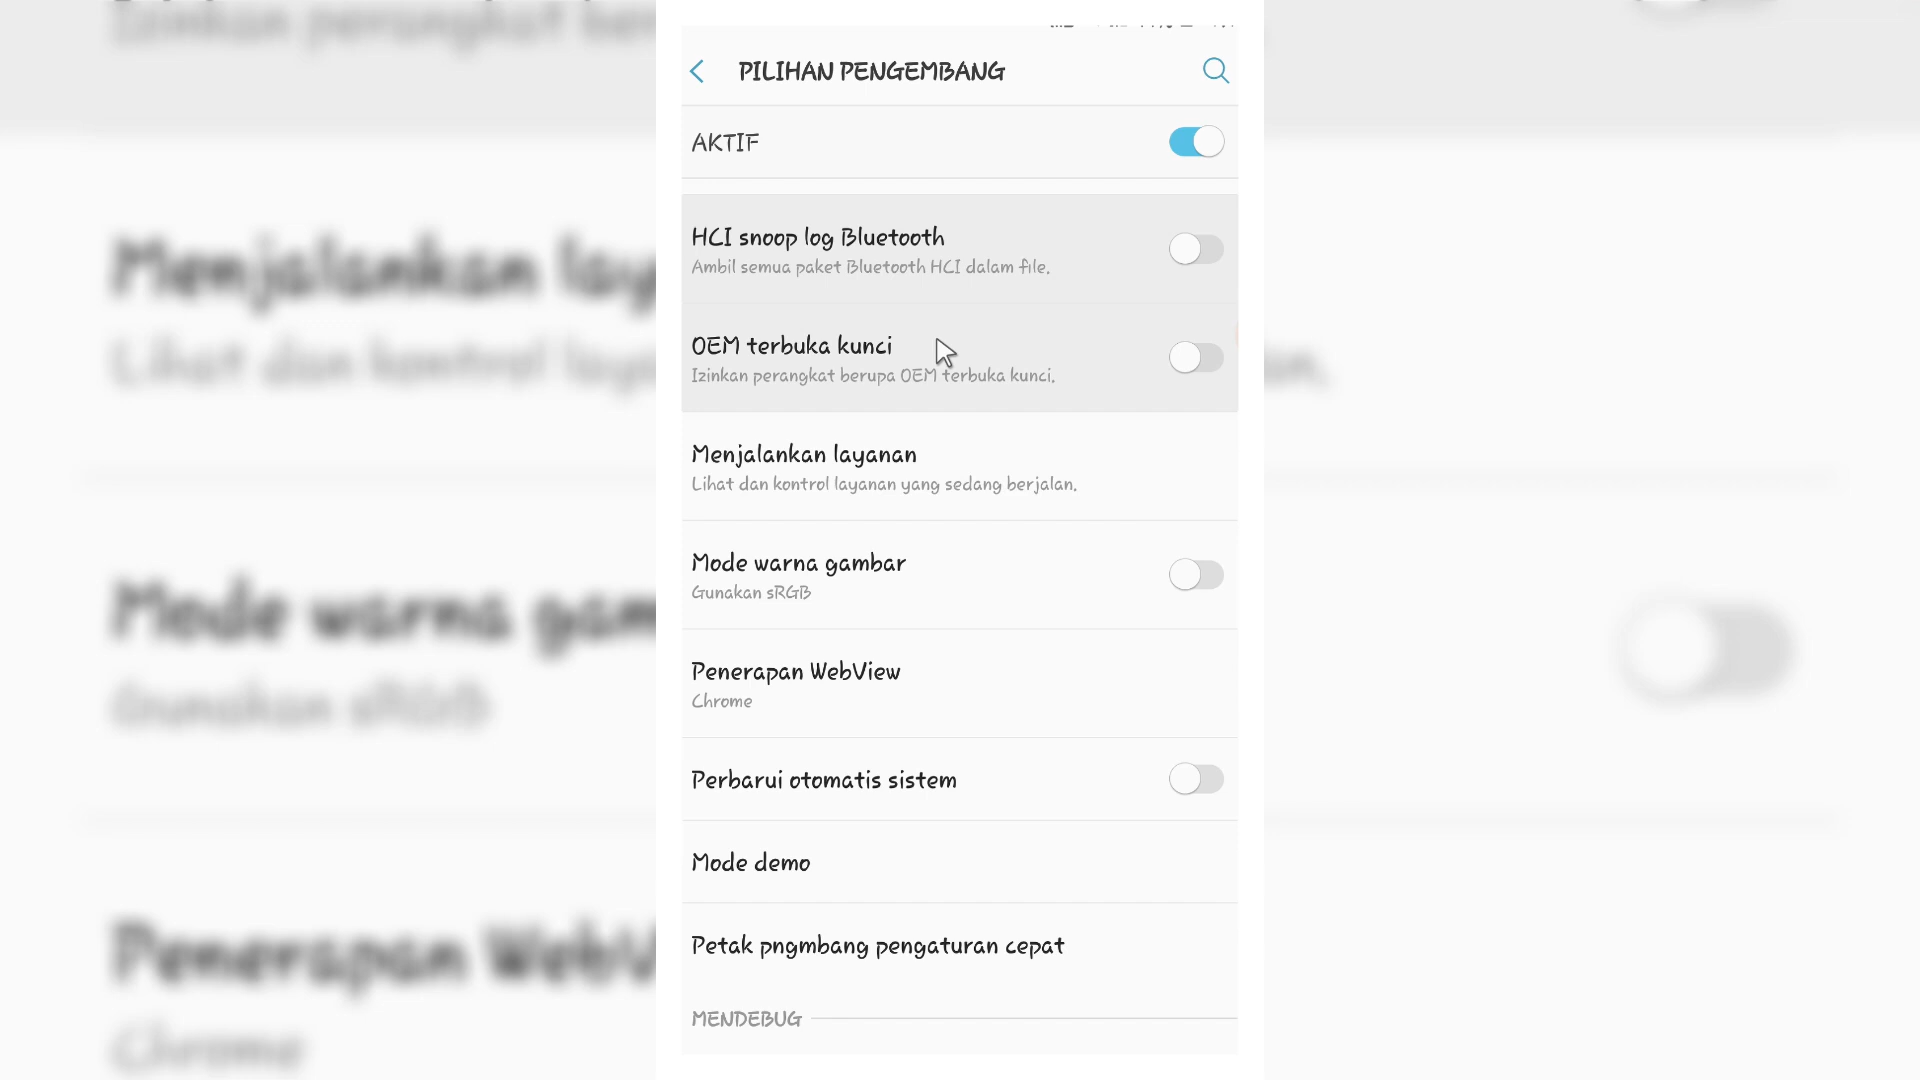 PILIHAN PENGEMBANG
AKTIF
HCI snoop log Bluetooth
Ambil semua paket Bluetooth HCI dalam file.
OEM terbuka kunci
Izinkan perangkat berupa OEM terbuka kunci.
Menjalankan layanan
Lihat dan kontrol layanan yang sedang berjalan.
Mode warna gambar
Gunakan sRGB
Penerapan WebView
Chrome
Perbarui otomatis sistem
Mode demo
Petak pngmbang pengaturan cepat
MENDEBUG